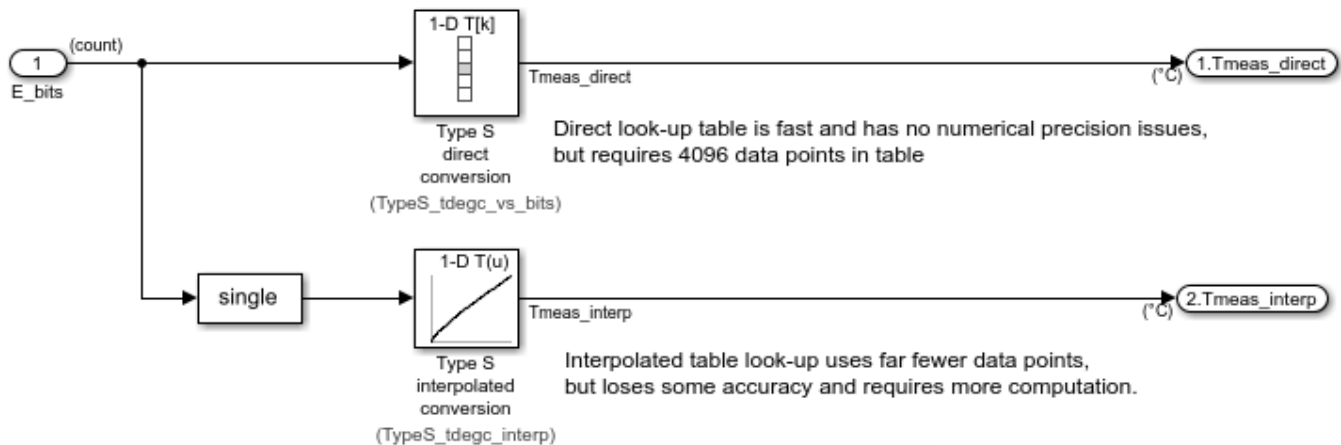 1-D T[k]
(count)
1
E_bits
Tmeas_direct
(°C)
1.Tmeas_direct
Type S
direct
conversion
(TypeS_tdegc_vs_bits)
Direct look-up table is fast and has no numerical precision issues,
but requires 4096 data points in table
1-D T(u)
single
Tmeas_interp
(°C)
2.Tmeas_interp
Type S
interpolated
conversion
(TypeS_tdegc_interp)
Interpolated table look-up uses far fewer data points,
but loses some accuracy and requires more computation.